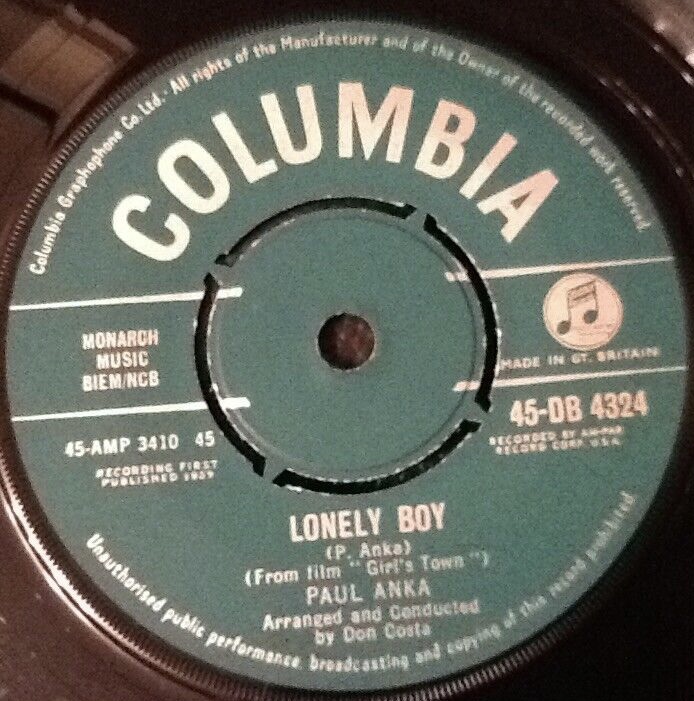 Columbia Graphophone Co Ltd.- All rights of the Manufacturer and of the Owner of the recorded work reserved.
COLUMBIA
MONARCH
MUSIC
BIEM/NCB
MADE IN GT. BRITAIN
45-AMP 3410 45
45-DB 4324
RECORDING FIRST
PUBLISHED 1959
RECORDED BY AM-PAR
RECORD CORP. U.S.A.
LONELY BOY
(P. Anka)
(From film " Girl's Town ")
PAUL ANKA
Arranged and Conducted
by Don Costa
Unauthorised public performance, broadcasting and copying of this record prohibited.